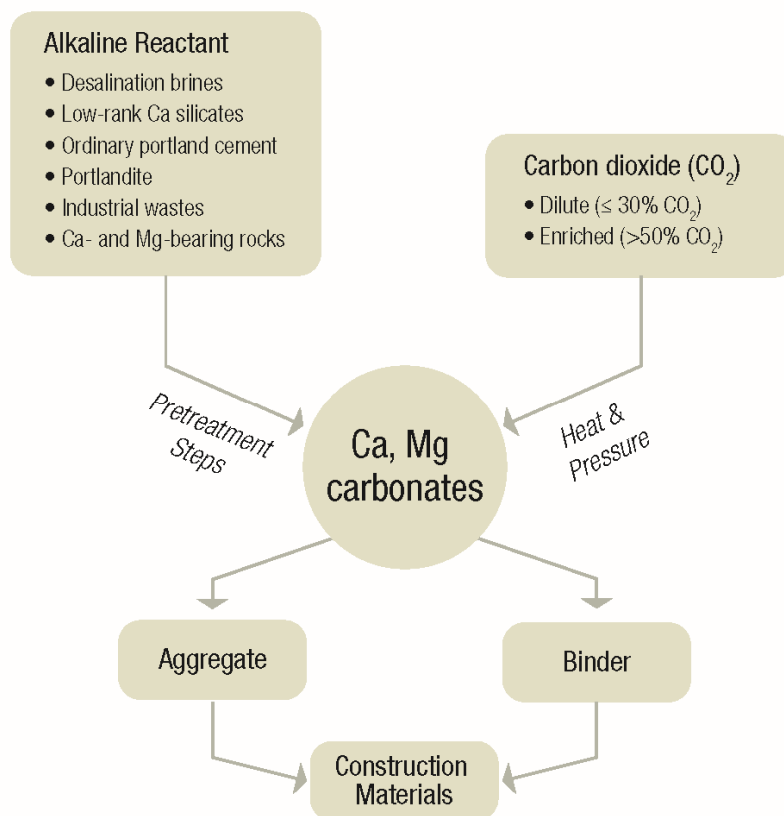 Alkaline Reactant
• Desalination brines
• Low-rank Ca silicates
• Ordinary portland cement
• Portlandite
• Industrial wastes
• Ca- and Mg-bearing rocks
Carbon dioxide (CO₂)
• Dilute (≤ 30% CO₂)
• Enriched (>50% CO₂)
Pretreatment
Steps
Heat &
Pressure
Ca, Mg
carbonates
Aggregate
Binder
Construction
Materials